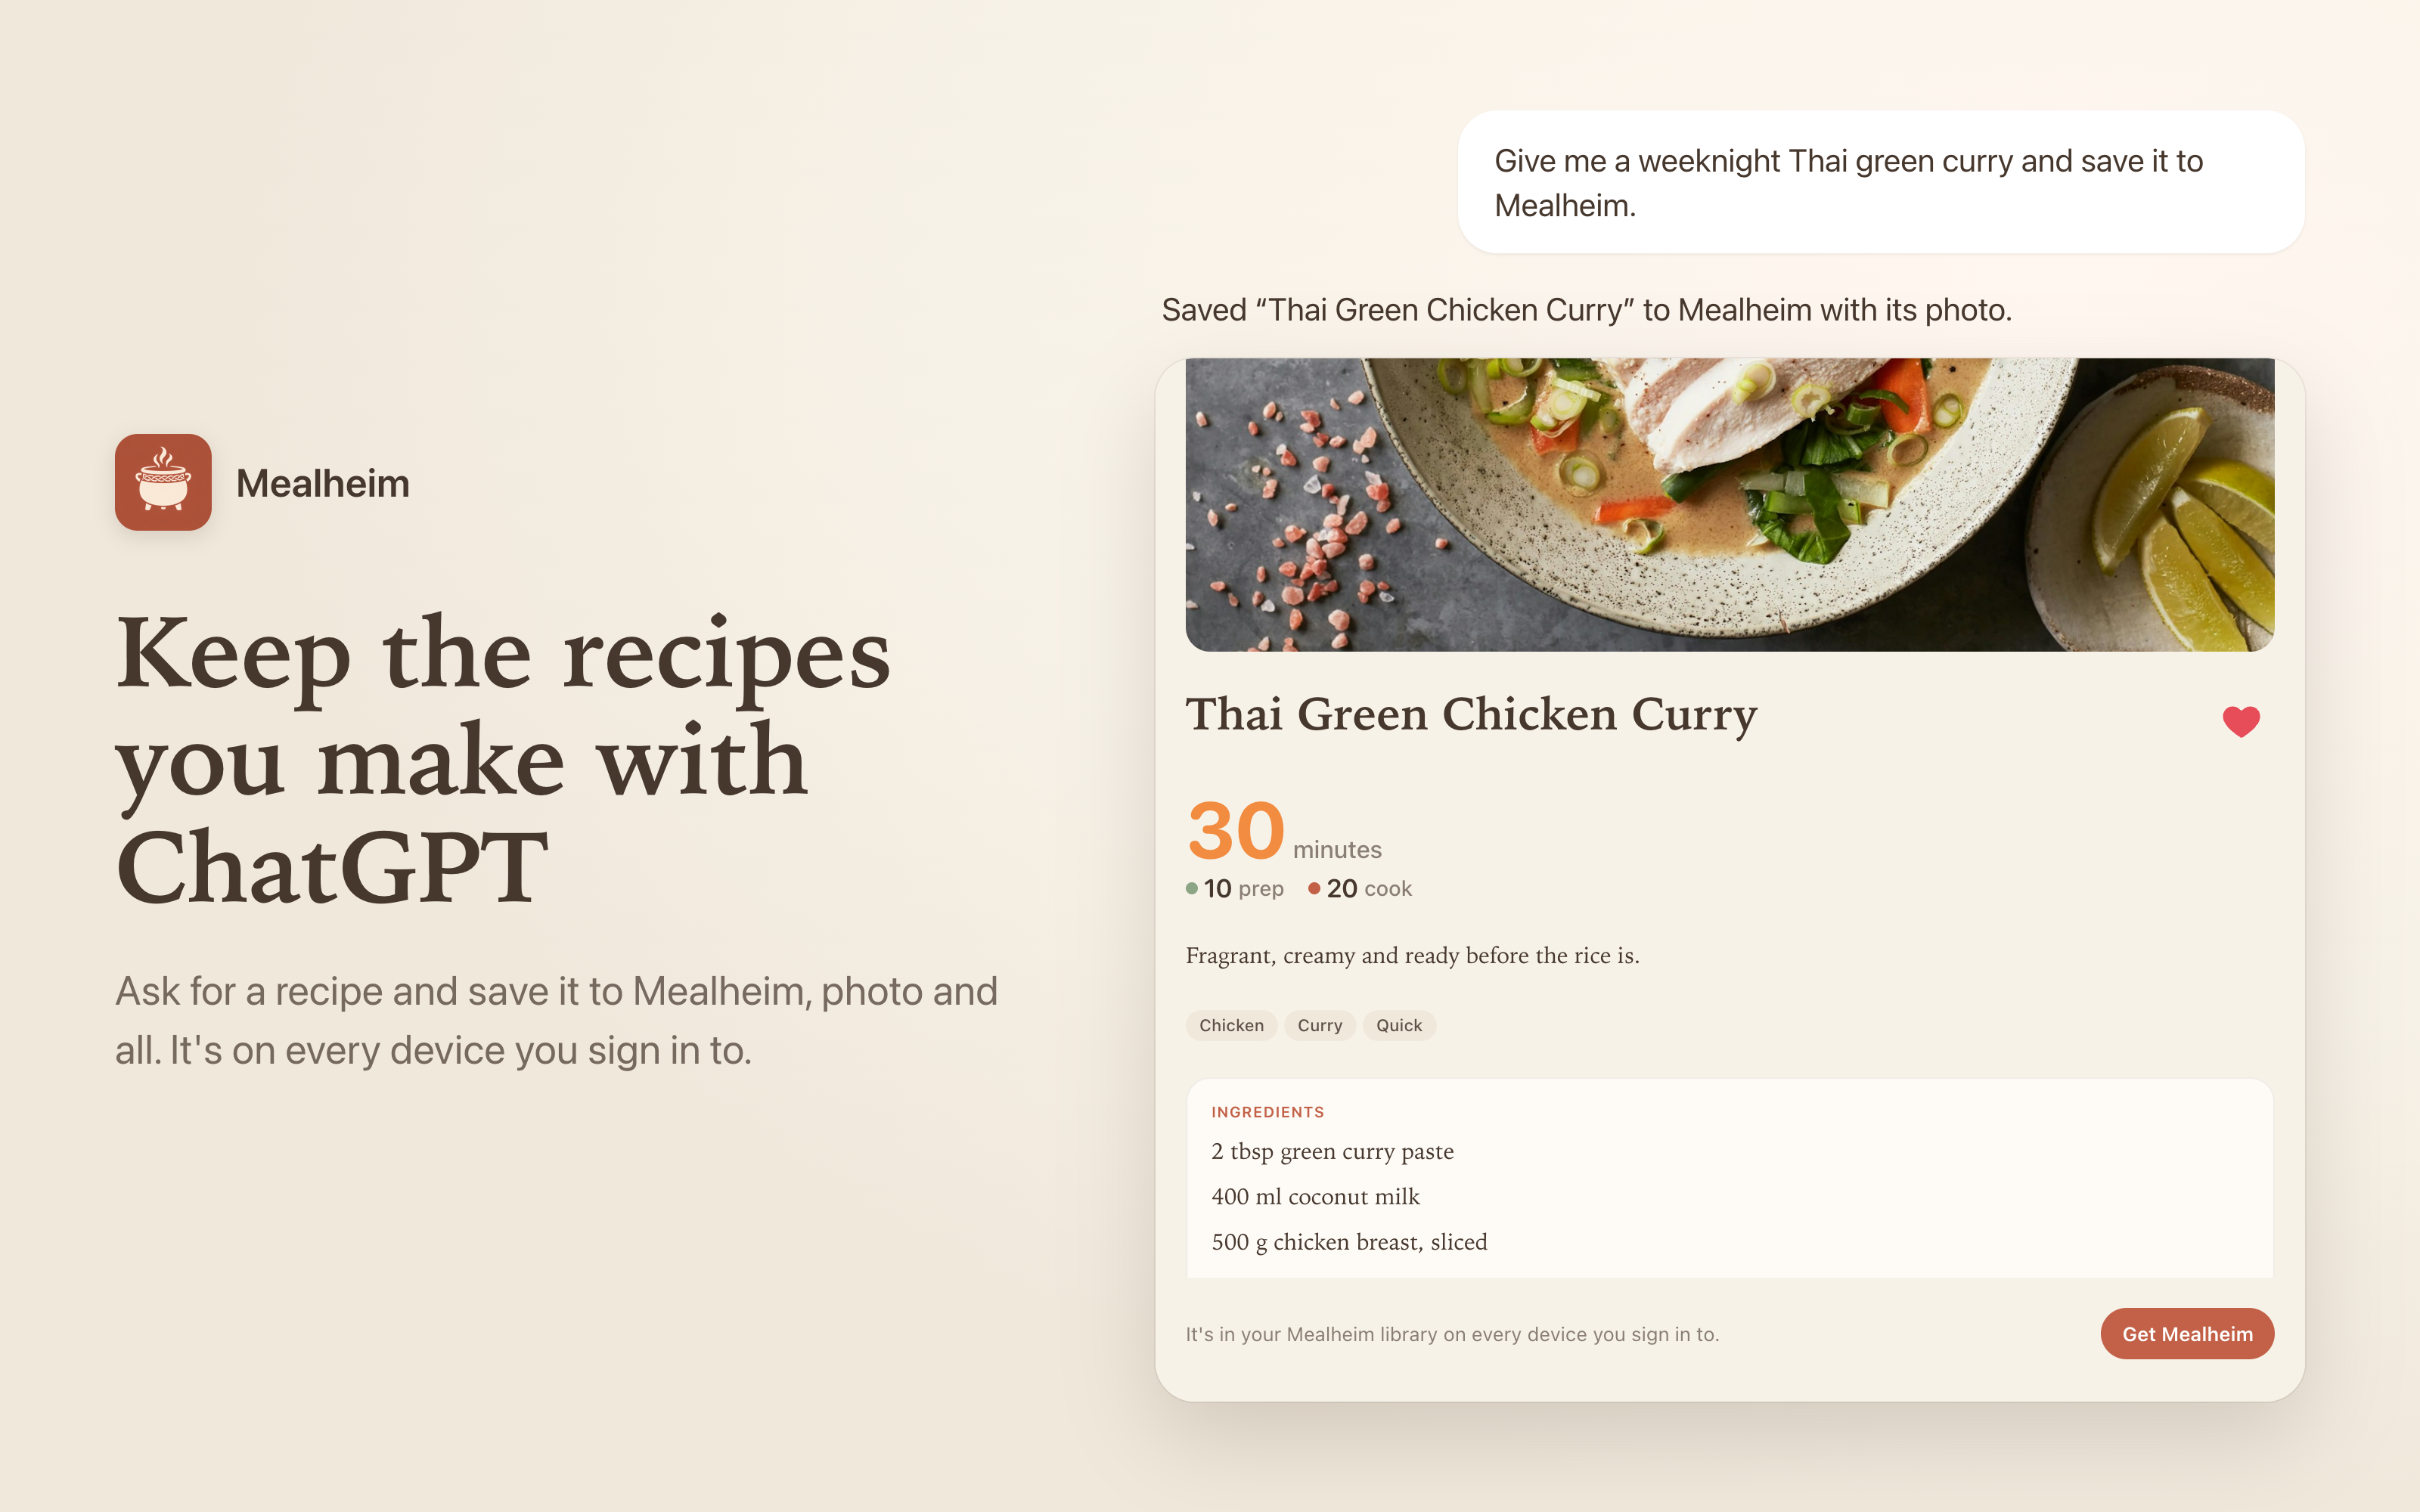 Mealheim
Keep the recipes
you make with
ChatGPT
Ask for a recipe and save it to Mealheim, photo and
all. It's on every device you sign in to.
Give me a weeknight Thai green curry and save it to
Mealheim.
Saved “Thai Green Chicken Curry” to Mealheim with its photo.
Thai Green Chicken Curry
30 minutes
10 prep 20 cook
Fragrant, creamy and ready before the rice is.
Chicken Curry Quick
INGREDIENTS
2 tbsp green curry paste
400 ml coconut milk
500 g chicken breast, sliced
It's in your Mealheim library on every device you sign in to.
Get Mealheim